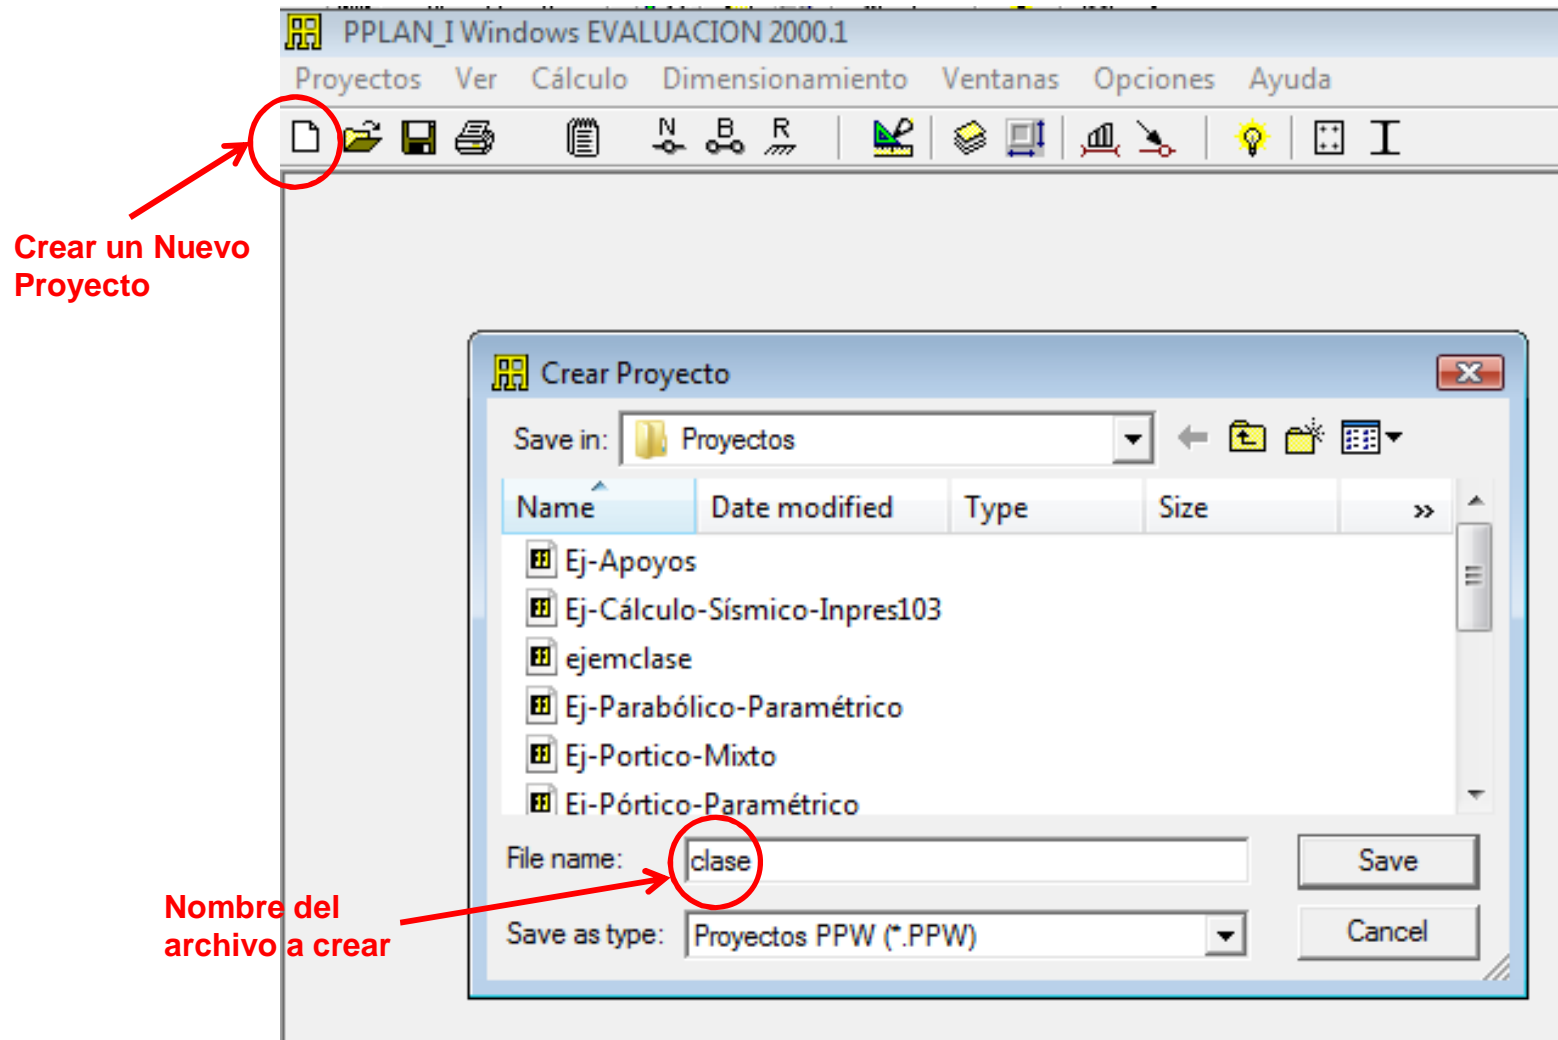 PPLAN_I Windows EVALUACION 2000.1
Proyectos Ver Cálculo Dimensionamiento Ventanas Opciones Ayuda
N B R
Crear un Nuevo
Proyecto
Crear Proyecto
Save in: Proyectos
Name Date modified Type Size »
Ej-Apoyos
Ej-Cálculo-Sísmico-Inpres103
ejemclase
Ej-Parabólico-Paramétrico
Ej-Portico-Mixto
Ej-Pórtico-Paramétrico
File name: clase Save
Nombre del
archivo a crear
Save as type: Proyectos PPW (*.PPW) Cancel